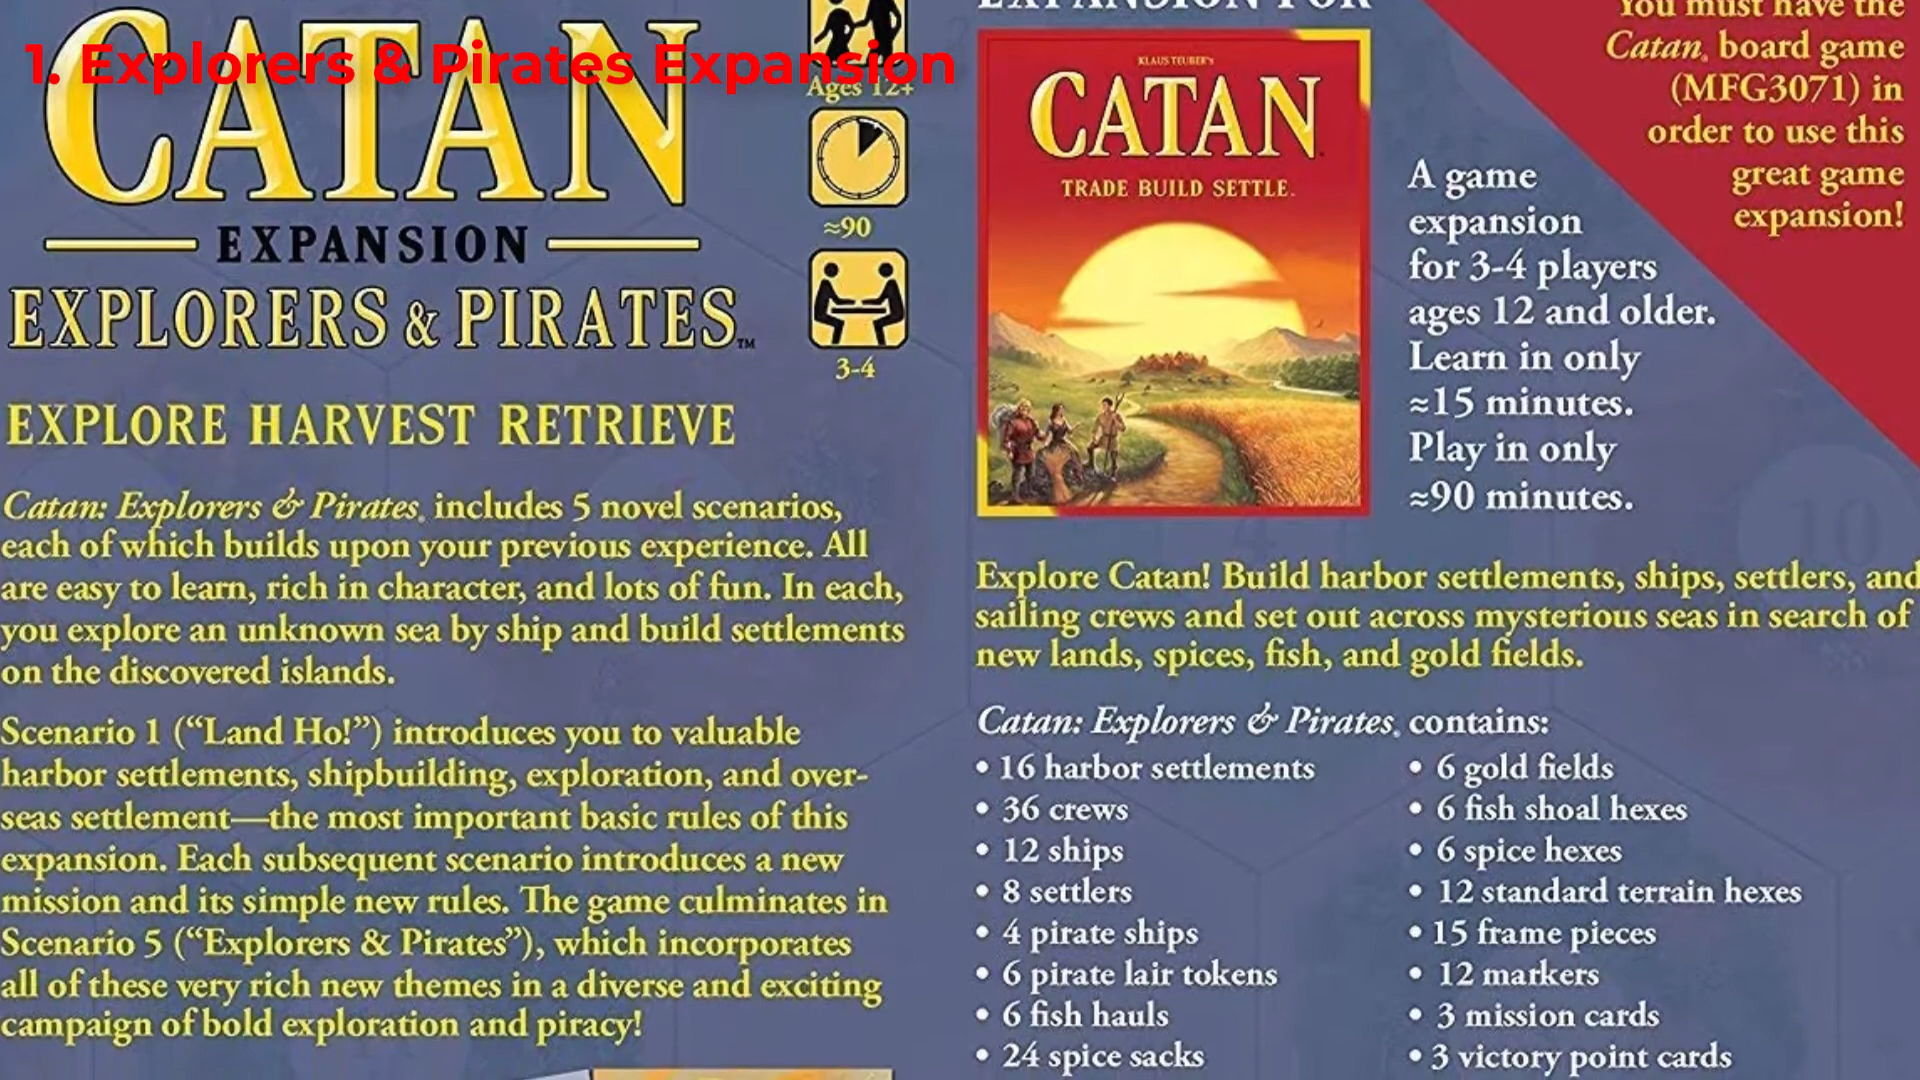 1. Explorers & Pirates Expansion
CATAN
EXPANSION
EXPLORERS & PIRATES™
EXPLORE HARVEST RETRIEVE
Catan: Explorers & Pirates® includes 5 novel scenarios,
each of which builds upon your previous experience. All
are easy to learn, rich in character, and lots of fun. In each,
you explore an unknown sea by ship and build settlements
on the discovered islands.
Scenario 1 (“Land Ho!”) introduces you to valuable
harbor settlements, shipbuilding, exploration, and over-
seas settlement—the most important basic rules of this
expansion. Each subsequent scenario introduces a new
mission and its simple new rules. The game culminates in
Scenario 5 (“Explorers & Pirates”), which incorporates
all of these very rich new themes in a diverse and exciting
campaign of bold exploration and piracy!
Ages 12+
≈90
3-4
EXPANSION FOR
KLAUS TEUBER's
CATAN
TRADE BUILD SETTLE.
A game
expansion
for 3-4 players
ages 12 and older.
Learn in only
≈15 minutes.
Play in only
≈90 minutes.
You must have the
Catan® board game
(MFG3071) in
order to use this
great game
expansion!
Explore Catan! Build harbor settlements, ships, settlers, and
sailing crews and set out across mysterious seas in search of
new lands, spices, fish, and gold fields.
Catan: Explorers & Pirates® contains:
• 16 harbor settlements
• 36 crews
• 12 ships
• 8 settlers
• 4 pirate ships
• 6 pirate lair tokens
• 6 fish hauls
• 24 spice sacks
• 6 gold fields
• 6 fish shoal hexes
• 6 spice hexes
• 12 standard terrain hexes
• 15 frame pieces
• 12 markers
• 3 mission cards
• 3 victory point cards
10
4